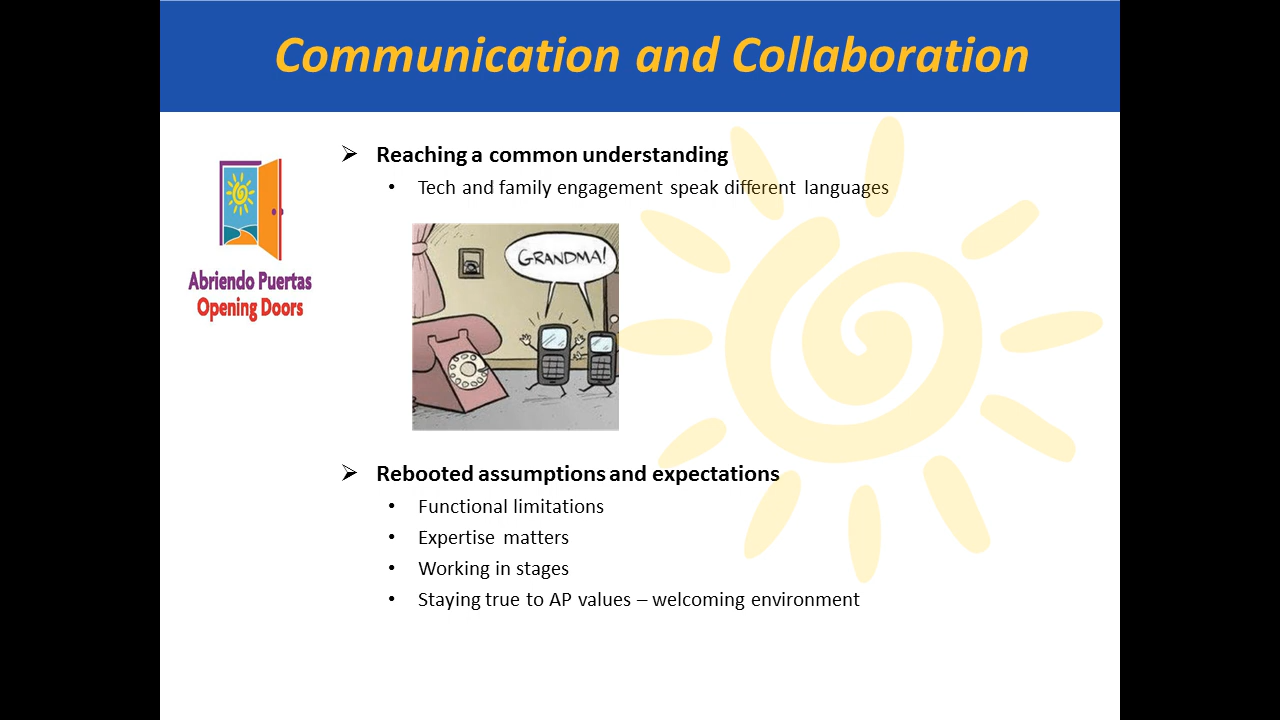 Communication and Collaboration
Abriendo Puertas
Opening Doors
➢ Reaching a common understanding
• Tech and family engagement speak different languages
GRANDMA!
➢ Rebooted assumptions and expectations
• Functional limitations
• Expertise matters
• Working in stages
• Staying true to AP values – welcoming environment